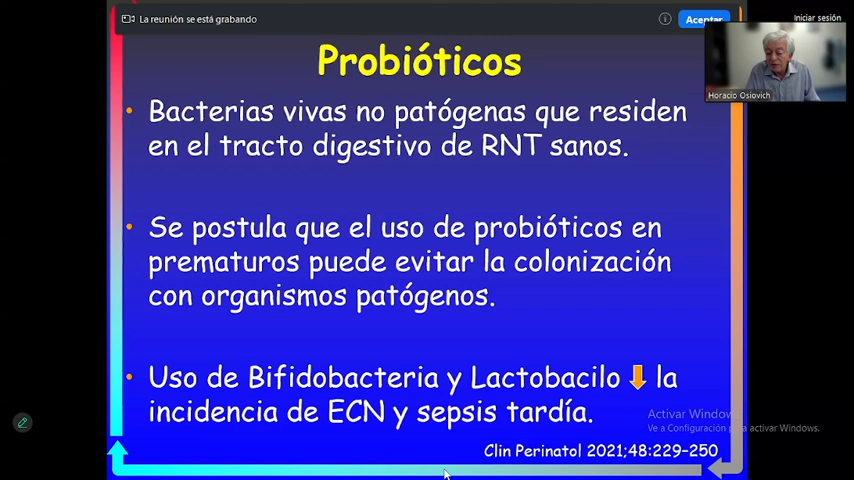 La reunión se está grabando
Aceptar
Iniciar sesión
Probióticos
Horacio Osiovich
• Bacterias vivas no patógenas que residen
en el tracto digestivo de RNT sanos.
• Se postula que el uso de probióticos en
prematuros puede evitar la colonización
con organismos patógenos.
• Uso de Bifidobacteria y Lactobacilo ⬇ la
incidencia de ECN y sepsis tardía.
Activar Windows
Ve a Configuración para activar Windows.
Clin Perinatol 2021;48:229-250